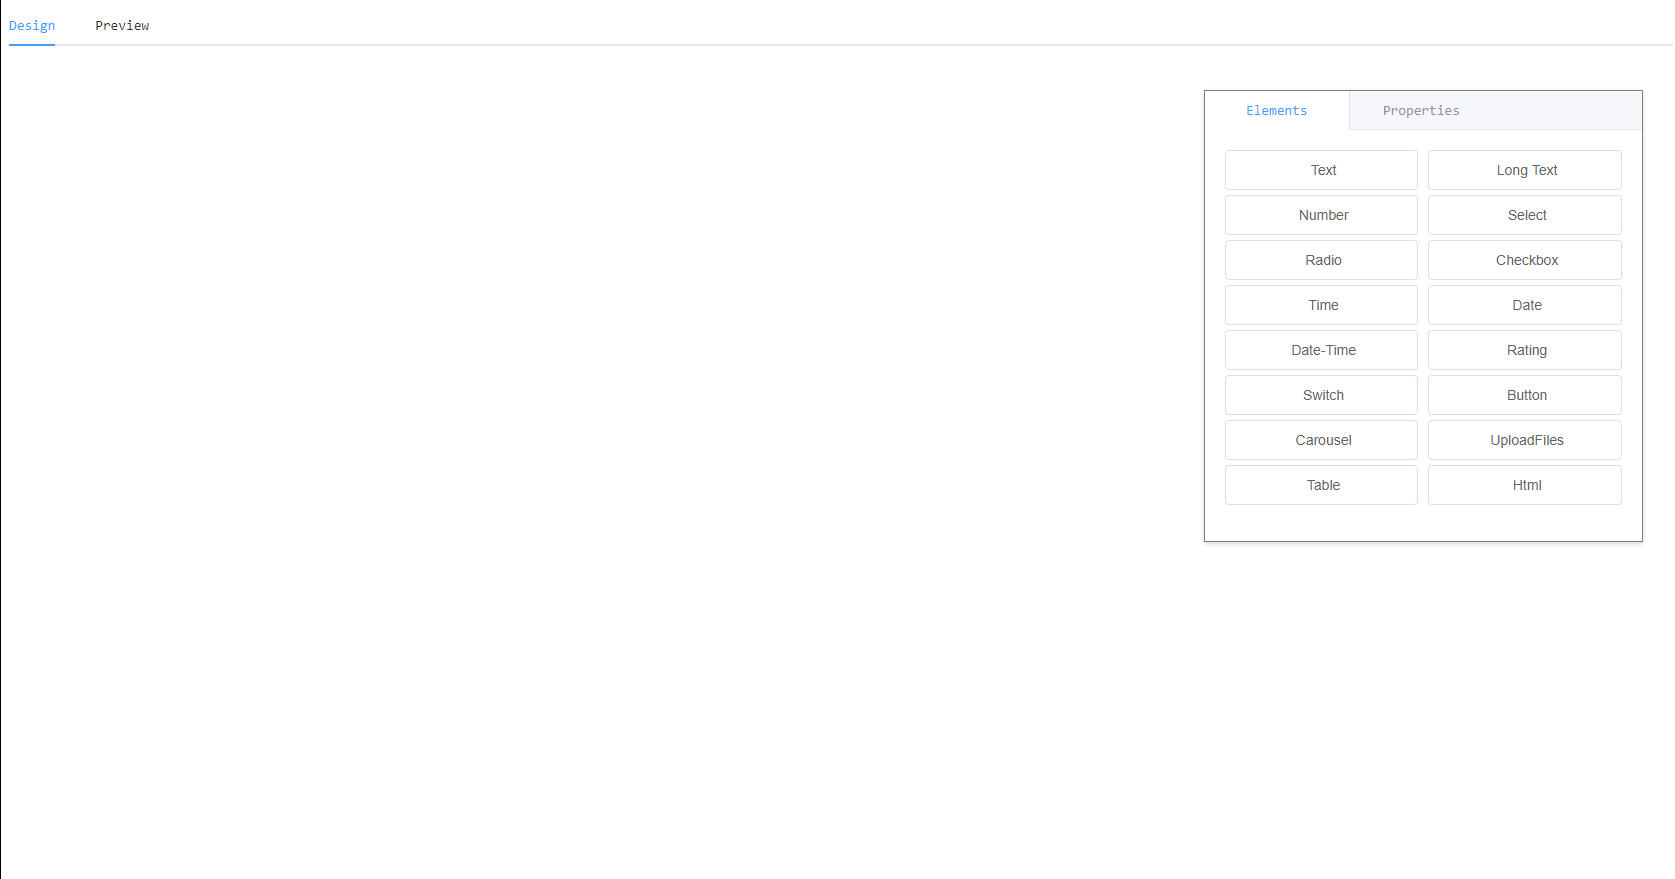 Design Preview
Elements Properties
Text Long Text
Number Select
Radio Checkbox
Time Date
Date-Time Rating
Switch Button
Carousel UploadFiles
Table Html